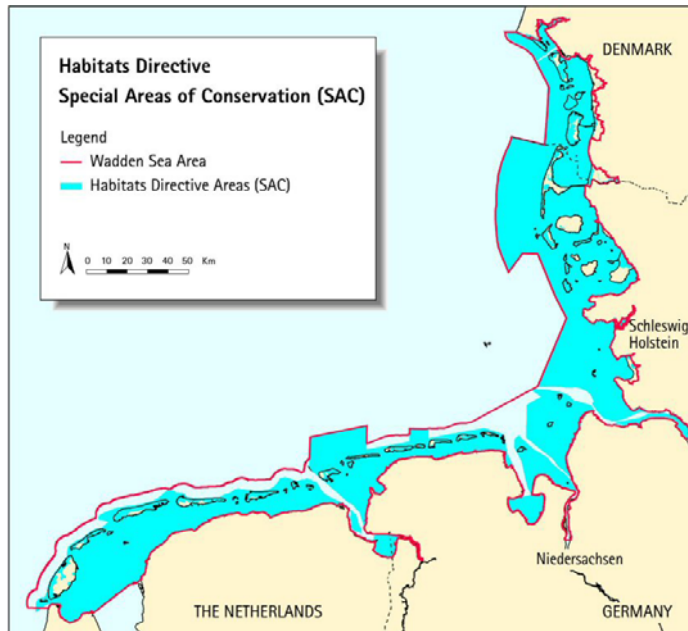 Habitats Directive
Special Areas of Conservation (SAC)
Legend
Wadden Sea Area
Habitats Directive Areas (SAC)
N
0 10 20 30 40 50 Km
DENMARK
Schleswig
Holstein
Niedersachsen
THE NETHERLANDS
GERMANY